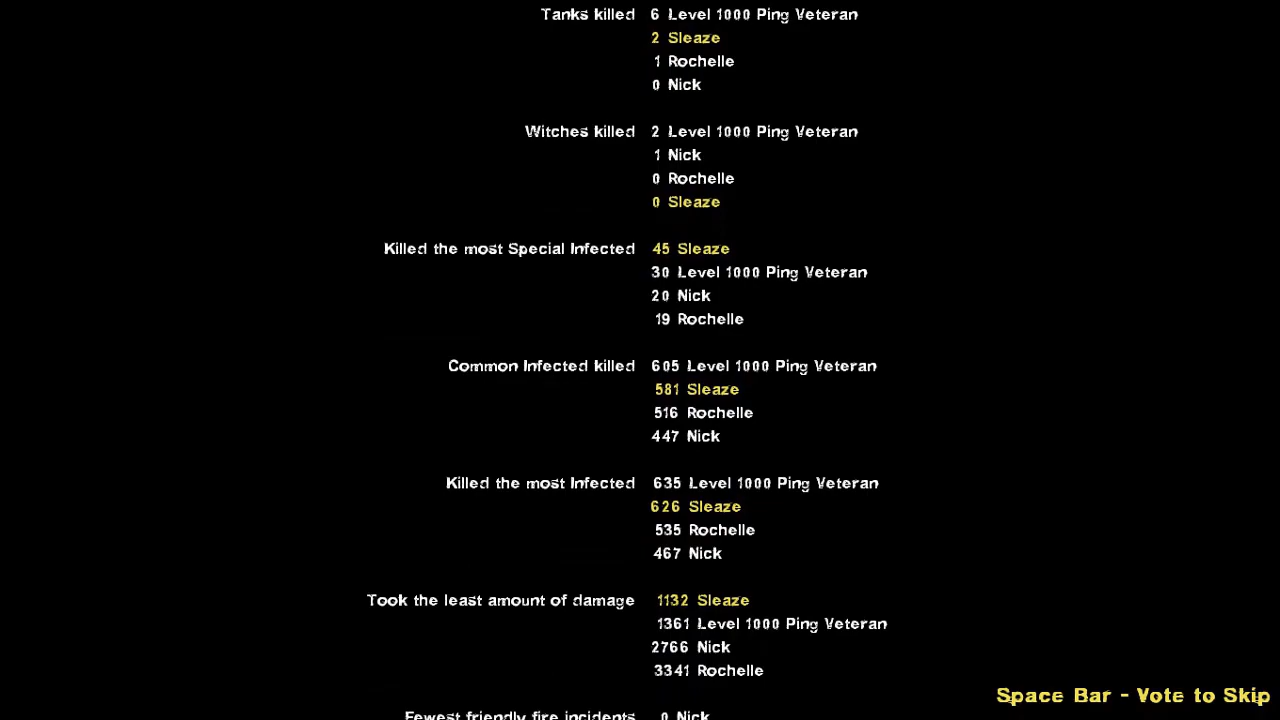 Tanks killed 6 Level 1000 Ping Veteran
2 Sleaze
1 Rochelle
0 Nick
Witches killed 2 Level 1000 Ping Veteran
1 Nick
0 Rochelle
0 Sleaze
Killed the most Special Infected 45 Sleaze
30 Level 1000 Ping Veteran
20 Nick
19 Rochelle
Common Infected killed 605 Level 1000 Ping Veteran
581 Sleaze
516 Rochelle
447 Nick
Killed the most Infected 635 Level 1000 Ping Veteran
626 Sleaze
535 Rochelle
467 Nick
Took the least amount of damage 1132 Sleaze
1361 Level 1000 Ping Veteran
2766 Nick
3341 Rochelle
Space Bar - Vote to Skip
Fewest friendly fire incidents 0 Nick